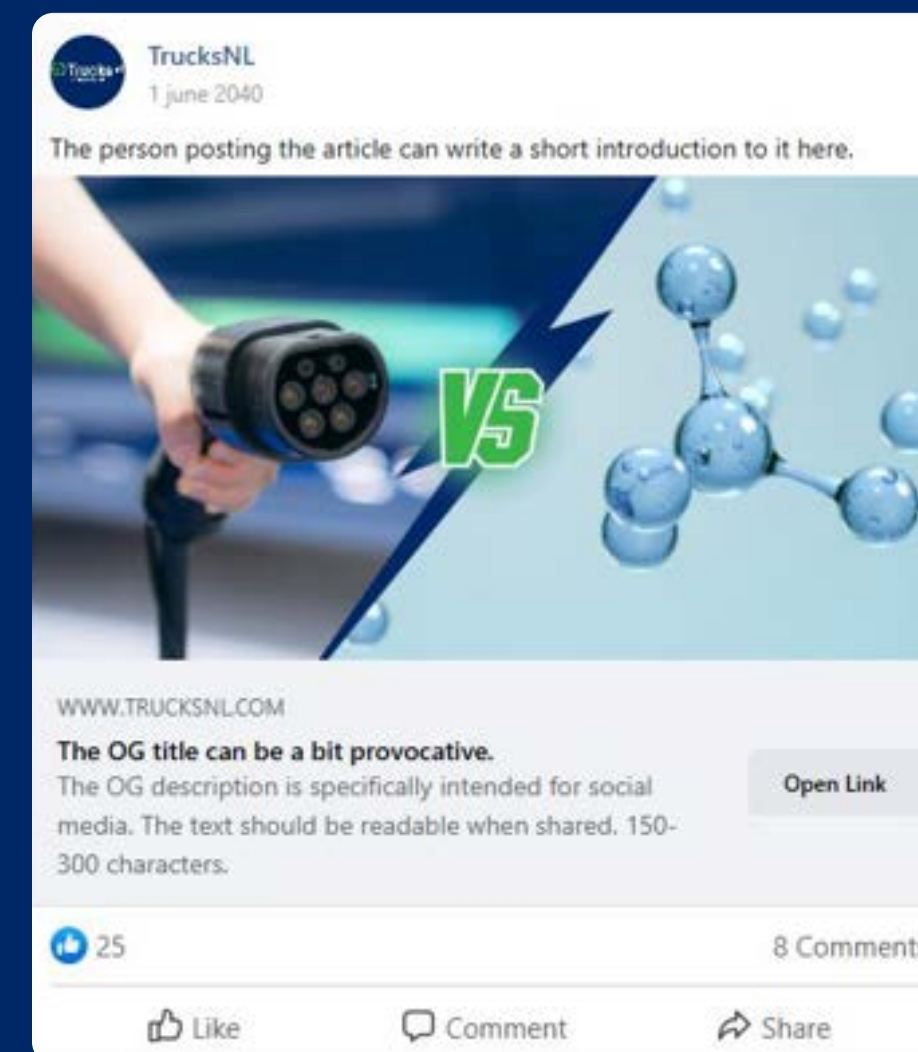 Trucks
TrucksNL
1 june 2040
The person posting the article can write a short introduction to it here.
VS
WWW.TRUCKSNL.COM
The OG title can be a bit provocative.
The OG description is specifically intended for social
media. The text should be readable when shared. 150-
300 characters.
Open Link
25
8 Comments
Like
Comment
Share